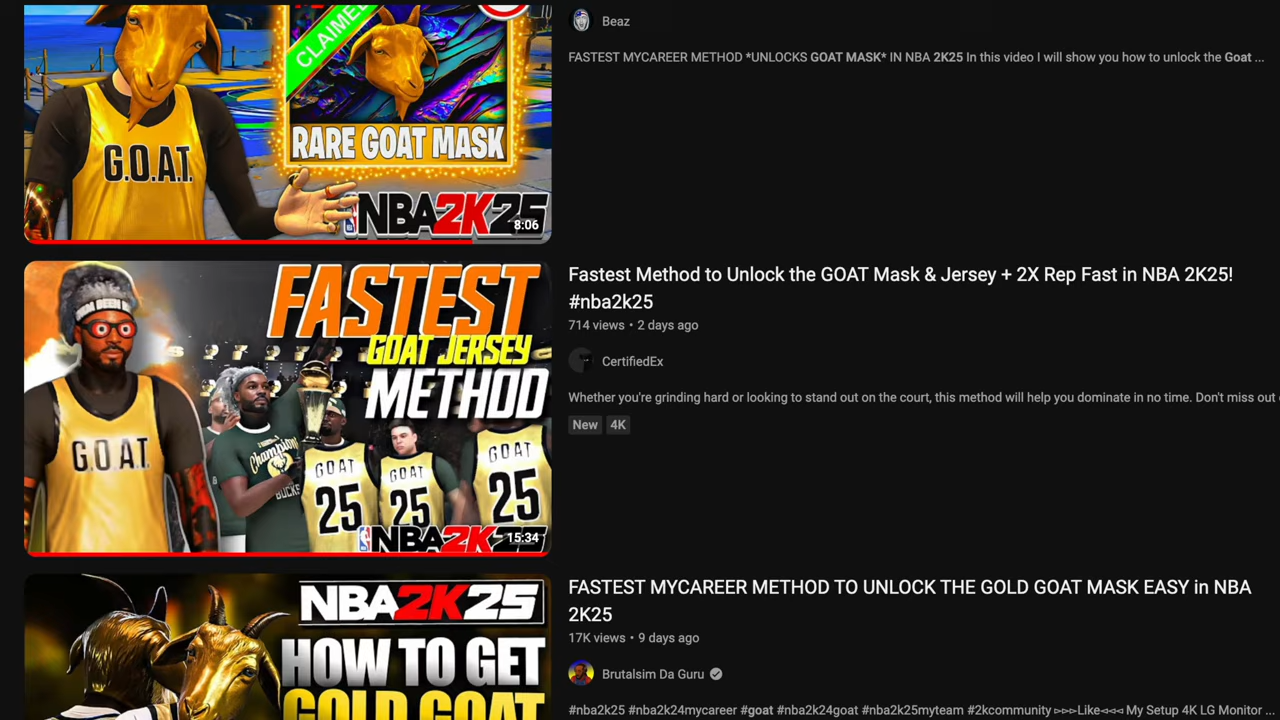 CLAIMED
G.O.A.T.
RARE GOAT MASK
NBA2K25
8:06
Beaz
FASTEST MYCAREER METHOD *UNLOCKS GOAT MASK* IN NBA 2K25 In this video I will show you how to unlock the Goat ...
FASTEST
GOAT JERSEY
METHOD
G.O.A.T.
Champions
BUCKS
GOAT
25
GOAT
25
GOAT
25
NBA2K25
15:34
Fastest Method to Unlock the GOAT Mask & Jersey + 2X Rep Fast in NBA 2K25!
#nba2k25
714 views • 2 days ago
CertifiedEx
Whether you're grinding hard or looking to stand out on the court, this method will help you dominate in no time. Don't miss out
New 4K
NBA2K25
HOW TO GET
GOLD GOAT
FASTEST MYCAREER METHOD TO UNLOCK THE GOLD GOAT MASK EASY in NBA
2K25
17K views • 9 days ago
Brutalsim Da Guru
#nba2k25 #nba2k24mycareer #goat #nba2k24goat #nba2k25myteam #2kcommunity ▻▻▻Like◅◅◅ My Setup 4K LG Monitor ...